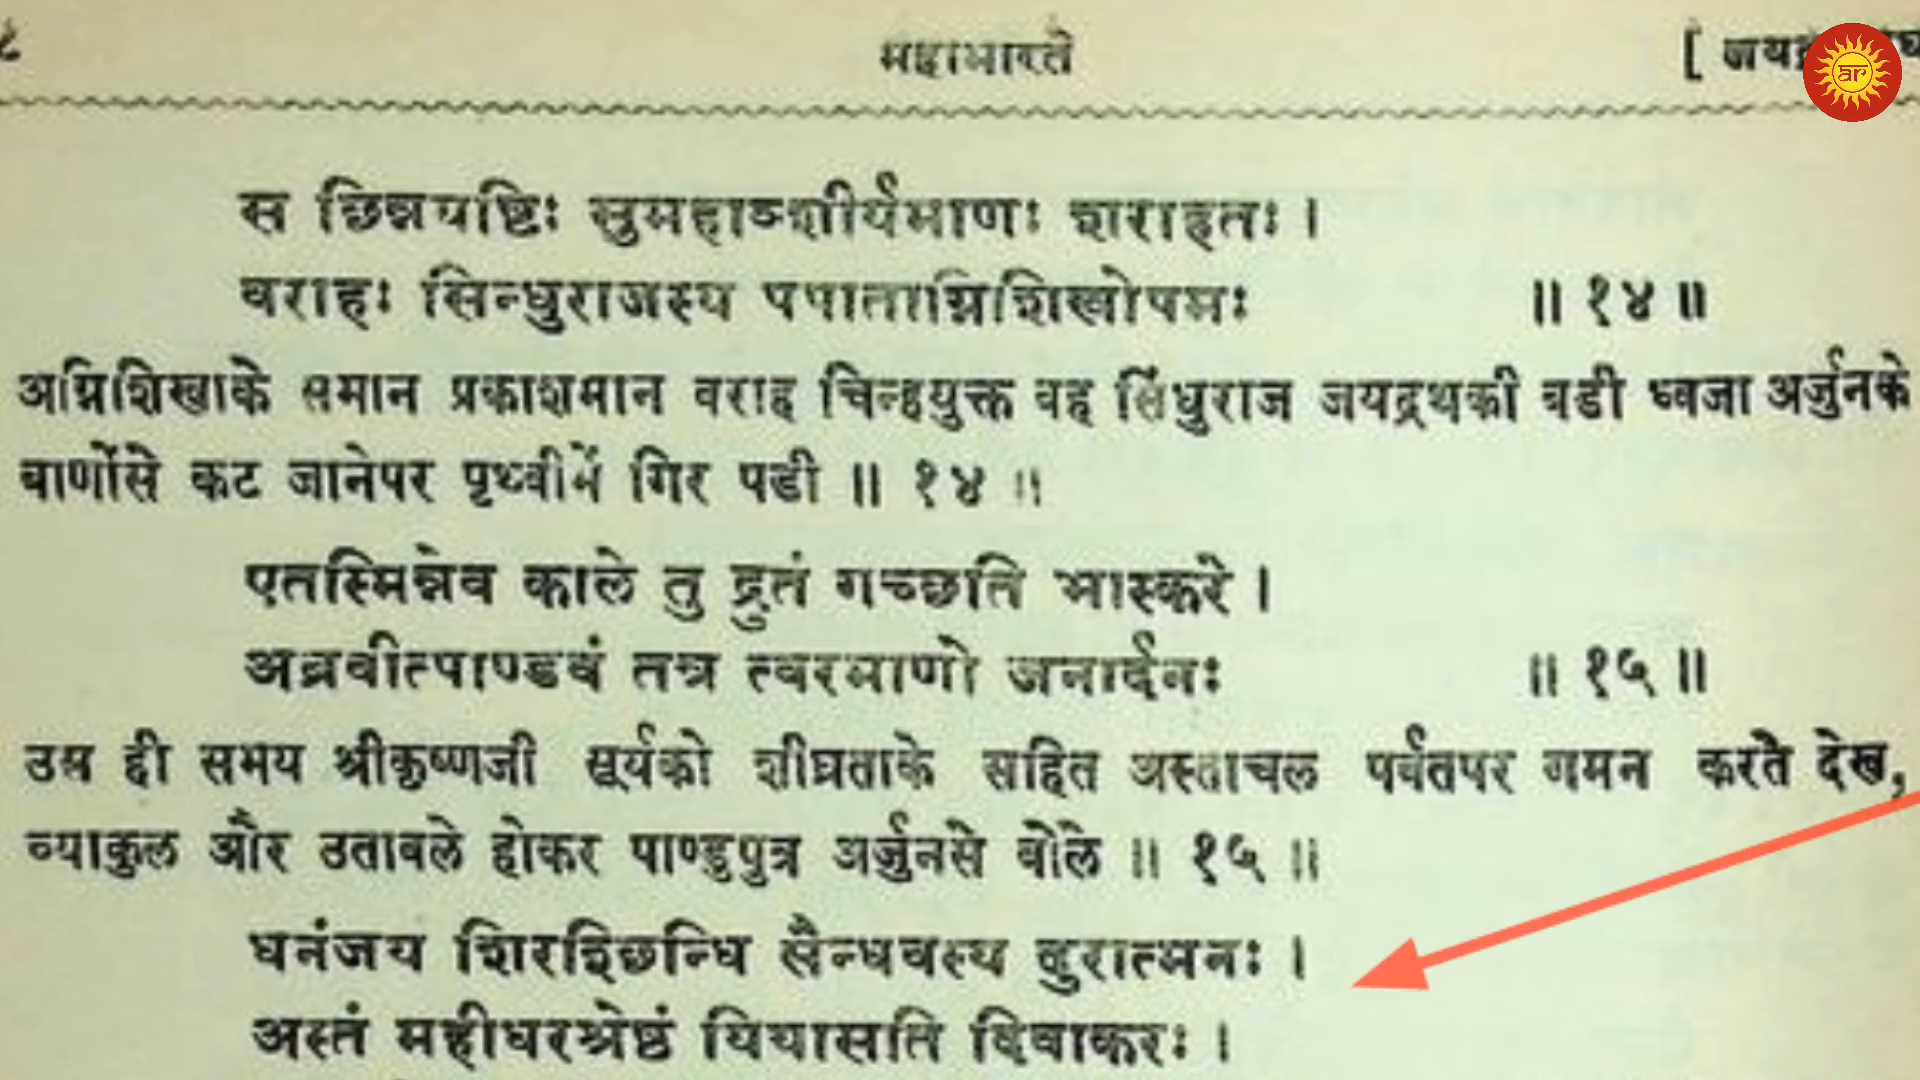 ८ महाभारते [
स छिन्नयष्टिः सुमहाञ्शीर्यमाणः शराहतः ।
वराहः सिन्धुराजस्य पपाताग्निशिखोपमः ॥ १४ ॥
अग्निशिखाके समान प्रकाशमान वराह चिन्हयुक्त वह सिंधुराज जयद्रथकी बडी ध्वजा अर्जुनके
बाणोंसे कट जानेपर पृथ्वीमें गिर पडी ॥ १४ ॥
एतस्मिन्नेव काले तु द्रुतं गच्छति भास्करे ।
अब्रवीत्पाण्डवं तत्र त्वरमाणो जनार्दनः ॥ १५ ॥
उस ही समय श्रीकृष्णजी सूर्यको शीघ्रताके सहित अस्ताचल पर्वतपर गमन करते देख,
व्याकुल और उतावले होकर पाण्डुपुत्र अर्जुनसे बोले ॥ १५ ॥
धनंजय शिरश्छिन्धि सैन्धवस्य दुरात्मनः ।
अस्तं महीधरश्रेष्ठं यियासति दिवाकरः ।